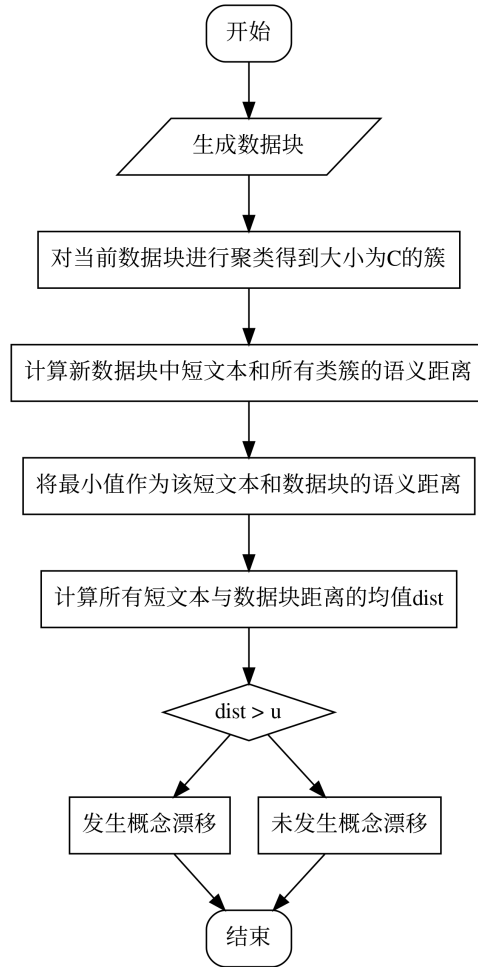 开始
生成数据块
对当前数据块进行聚类得到大小为C的簇
计算新数据块中短文本和所有类簇的语义距离
将最小值作为该短文本和数据块的语义距离
计算所有短文本与数据块距离的均值dist
dist > u
发生概念漂移
未发生概念漂移
结束